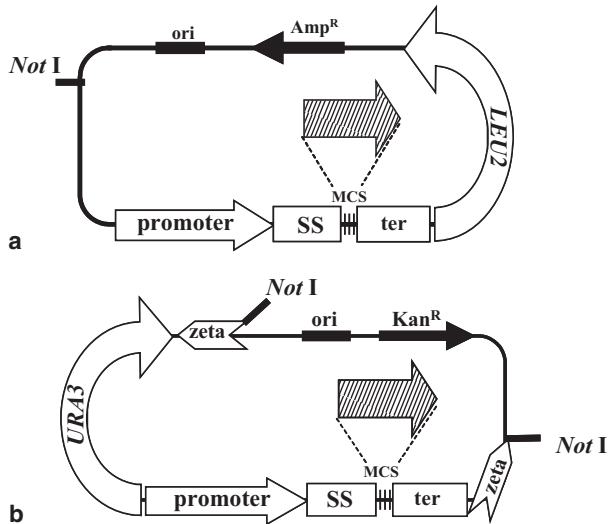 ori
Amp^R
Not I
LEU2
MCS
promoter
SS
ter
a
Not I
zeta
ori
Kan^R
URA3
Not I
MCS
zeta
promoter
SS
ter
b